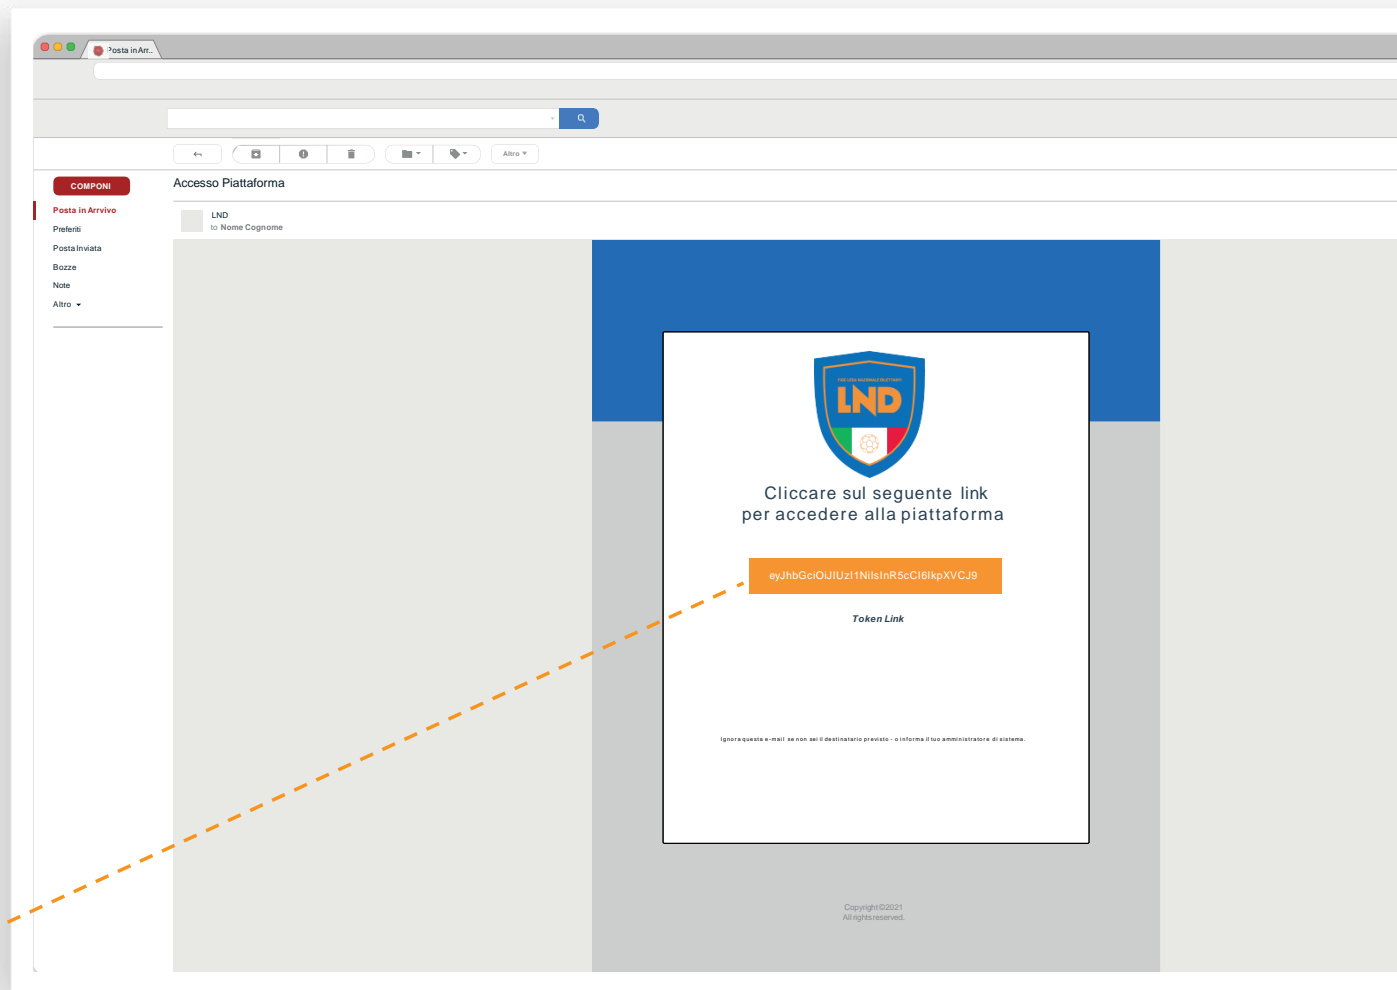 Posta in Arr..
Altro
COMPONI
Accesso Piattaforma
Posta in Arrvivo
LND
to Nome Cognome
Preferiti
Posta Inviata
Bozze
Note
Altro
LND
Cliccare sul seguente link
per accedere alla piattaforma
eyJhbGciOiJIUzI1NiIsInR5cCI6IkpXVCJ9
Token Link
Ignora questa e-mail se non sei il destinatario previsto - o informa il tuo amministratore di sistema.
Copyright©2021
All rights reserved.